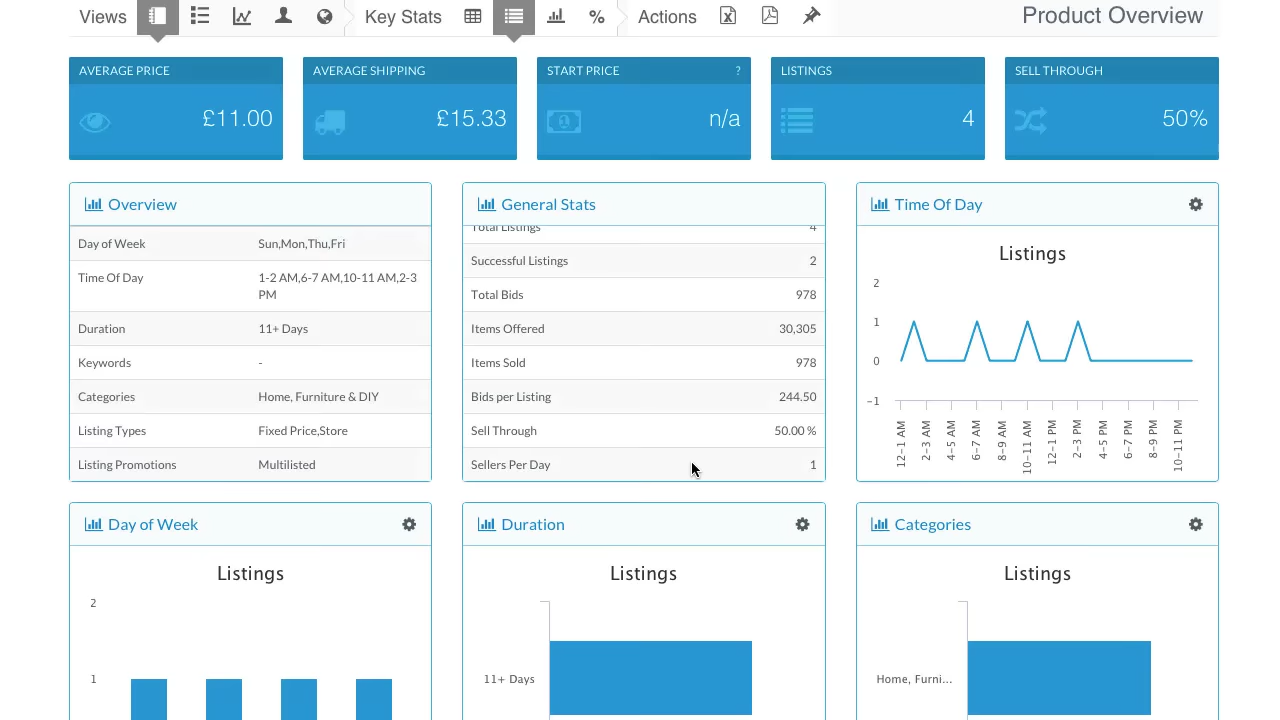 Views Key Stats % Actions Product Overview
AVERAGE PRICE
£11.00
AVERAGE SHIPPING
£15.33
START PRICE ?
n/a
LISTINGS
4
SELL THROUGH
50%
Overview
Day of Week Sun,Mon,Thu,Fri
Time Of Day 1-2 AM,6-7 AM,10-11 AM,2-3
PM
Duration 11+ Days
Keywords -
Categories Home, Furniture & DIY
Listing Types Fixed Price,Store
Listing Promotions Multilisted
General Stats
Total Listings 4
Successful Listings 2
Total Bids 978
Items Offered 30,305
Items Sold 978
Bids per Listing 244.50
Sell Through 50.00 %
Sellers Per Day 1
Time Of Day
Listings
2
1
0
-1
12-1 AM
2-3 AM
4-5 AM
6-7 AM
8-9 AM
10-11 AM
12-1 PM
2-3 PM
4-5 PM
6-7 PM
8-9 PM
10-11 PM
Day of Week
Listings
2
1
Duration
Listings
11+ Days
Categories
Listings
Home, Furni...